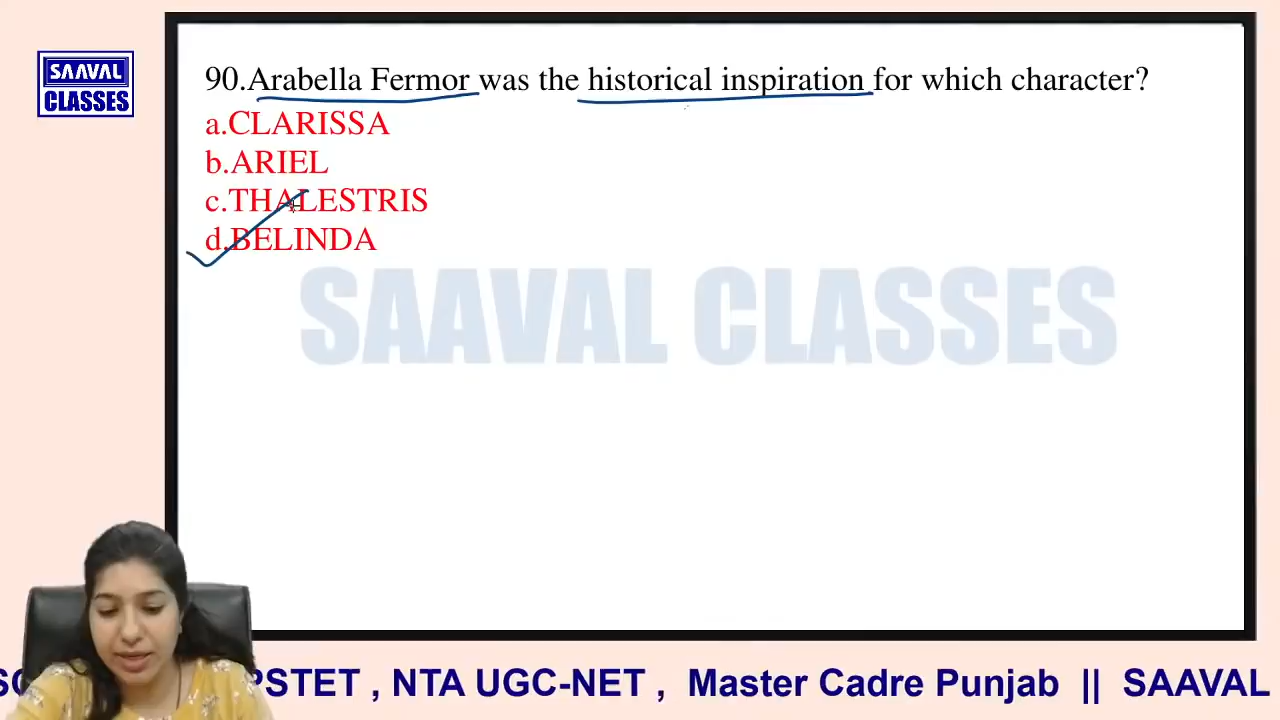 SAAVAL
CLASSES
90.Arabella Fermor was the historical inspiration for which character?
a.CLARISSA
b.ARIEL
c.THALESTRIS
d.BELINDA
SAAVAL CLASSES
PSTET , NTA UGC-NET , Master Cadre Punjab || SAAVAL